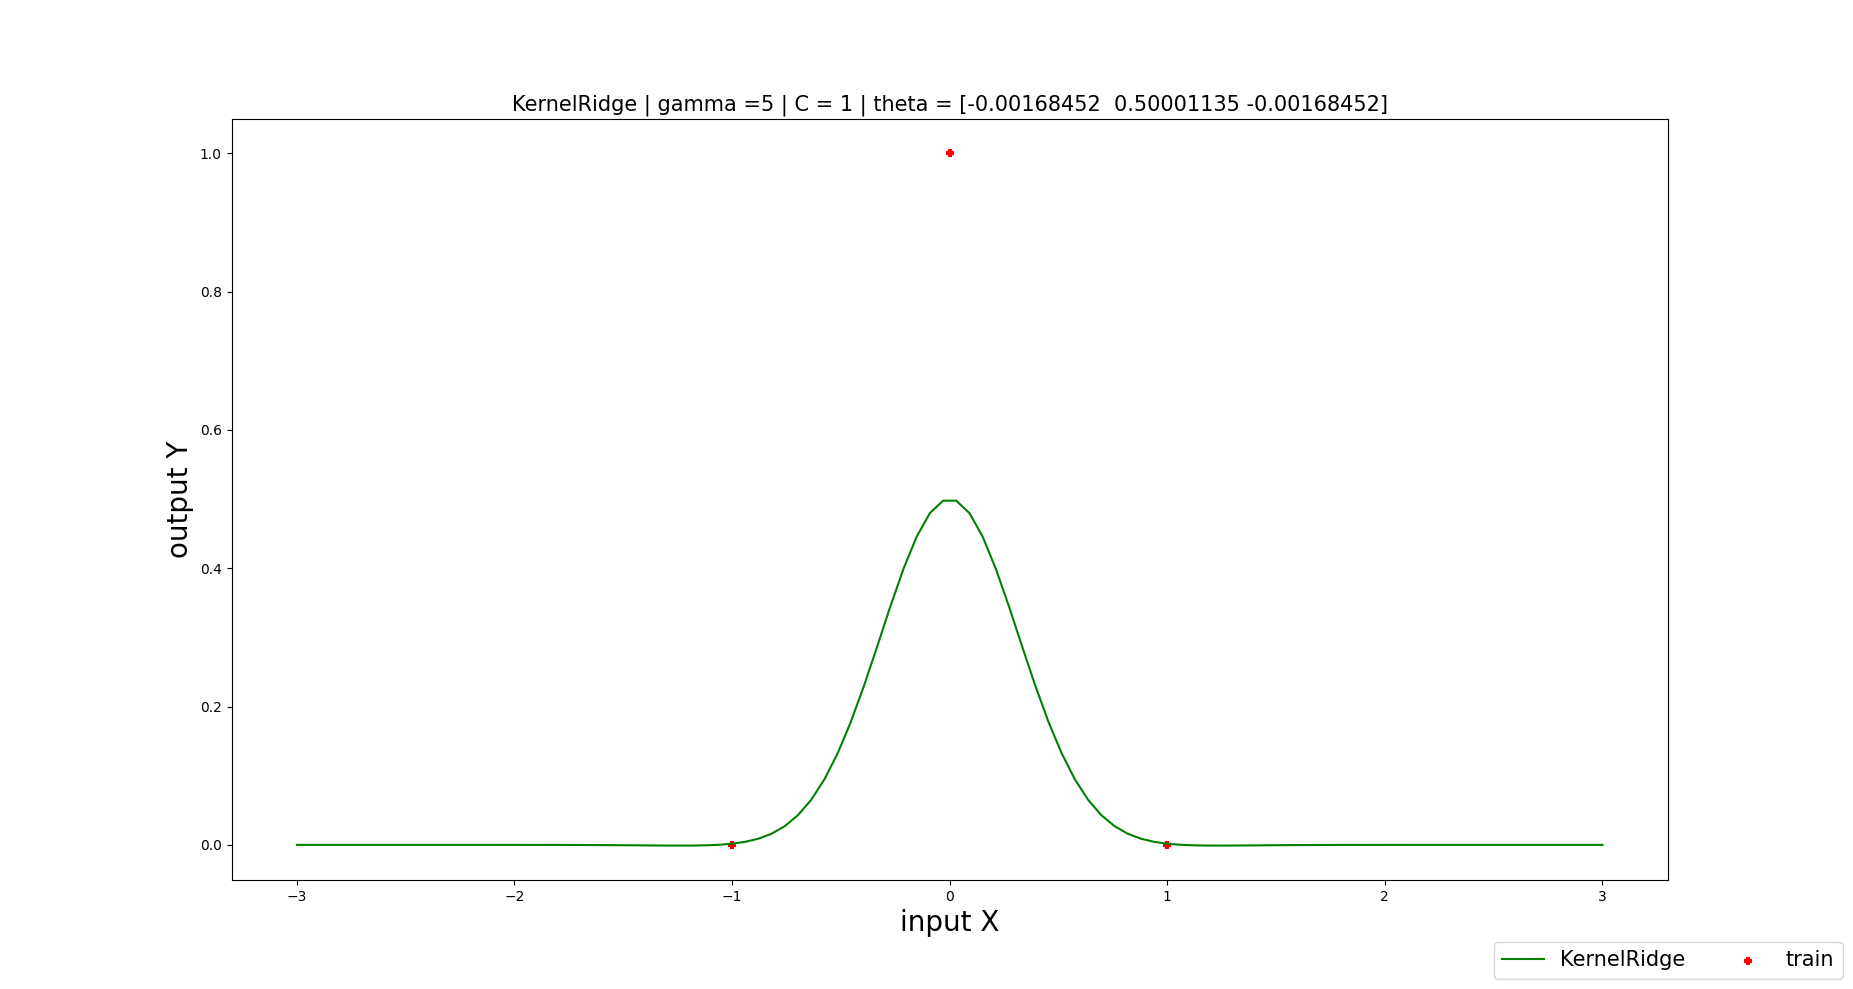 KernelRidge | gamma =5 | C = 1 | theta = [-0.00168452  0.50001135 -0.00168452]
1.0
0.8
0.6
0.4
0.2
0.0
output Y
−3 −2 −1 0 1 2 3
input X
KernelRidge train